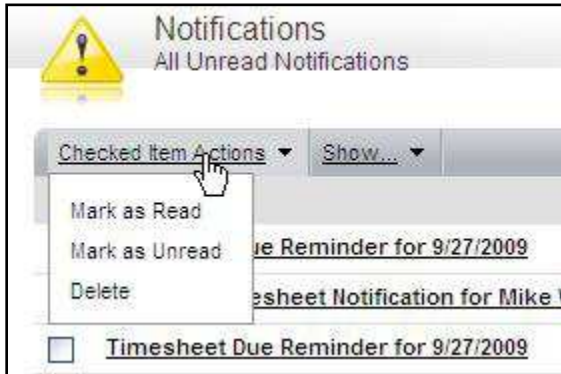 Notifications
All Unread Notifications
Checked Item Actions Show...
Mark as Read
Mark as Unread
ue Reminder for 9/27/2009
Delete
esheet Notification for Mike
Timesheet Due Reminder for 9/27/2009